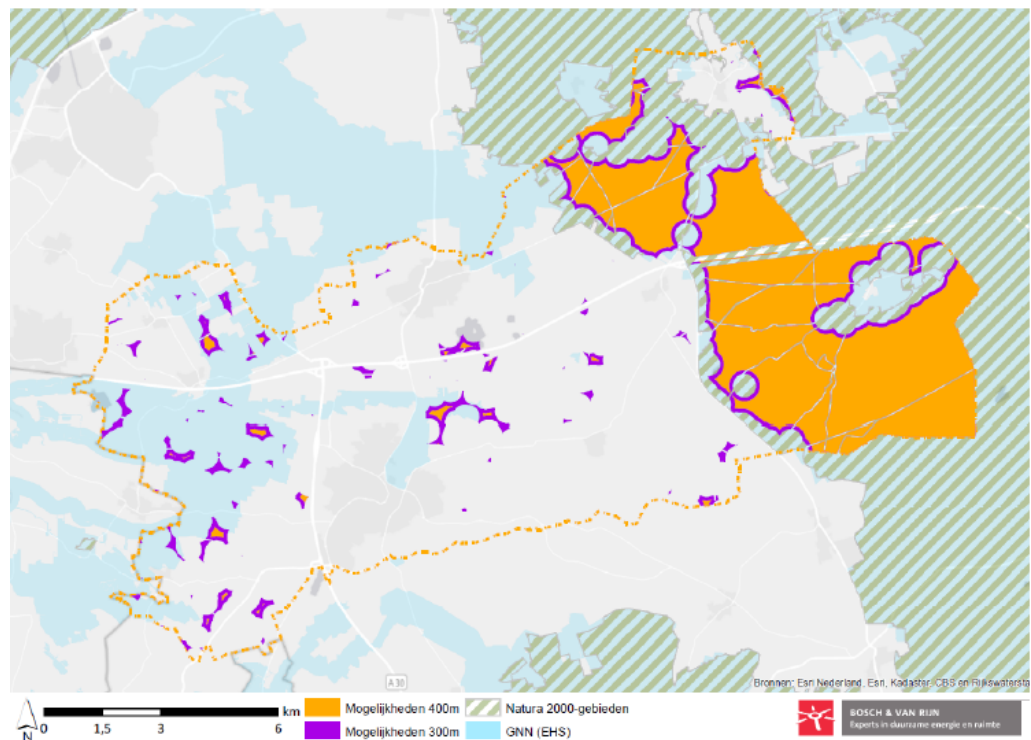 A30
Bronnen: Esri Nederland, Esri, Kadaster, CBS en Rijkswatersta
N
0 1,5 3 6 km
Mogelijkheden 400m
Mogelijkheden 300m
Natura 2000-gebieden
GNN (EHS)
BOSCH & VAN RIJN
Experts in duurzame energie en ruimte